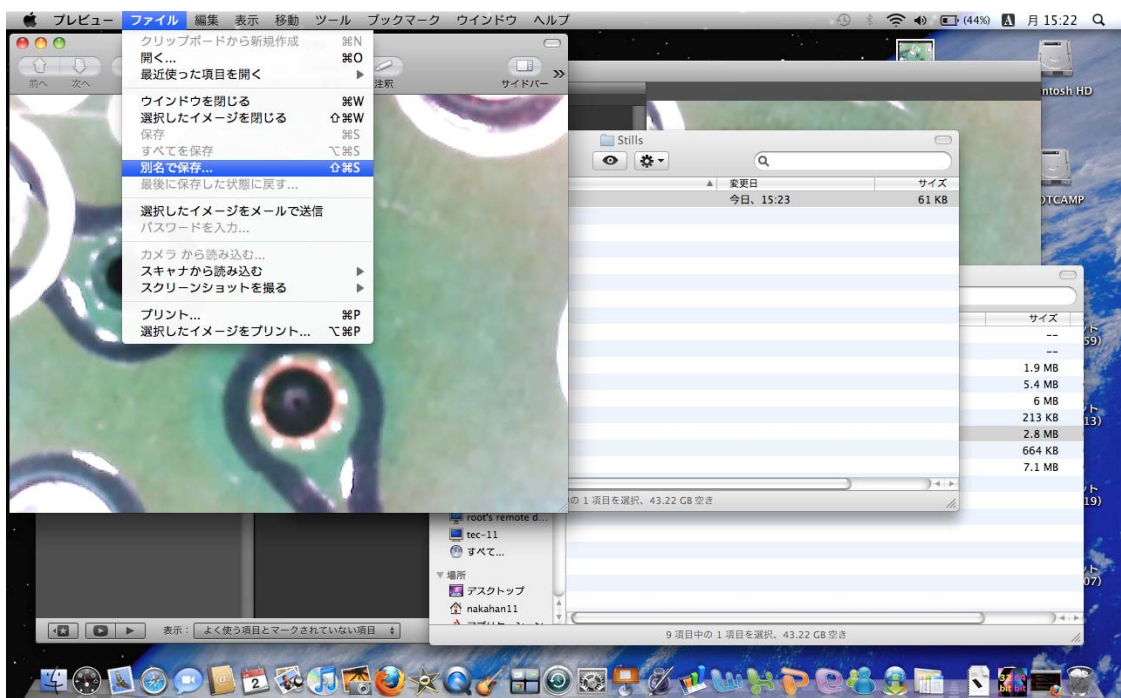 プレビュー ファイル 編集 表示 移動 ツール ブックマーク ウインドウ ヘルプ (44%) A 月 15:22
クリップボードから新規作成 ⌘N
開く... ⌘O
最近使った項目を開く ▶
ウインドウを閉じる ⌘W
選択したイメージを閉じる ⇧⌘W
保存 ⌘S
すべてを保存 ⌥⌘S
別名で保存... ⇧⌘S
最後に保存した状態に戻す...
選択したイメージをメールで送信
パスワードを入力...
カメラ から読み込む...
スキャナから読み込む ▶
スクリーンショットを撮る ▶
プリント... ⌘P
選択したイメージをプリント... ⌥⌘P
前へ 次へ
注釈
サイドバー
ntosh HD
OTCAMP
Stills
変更日 サイズ
今日、15:23 61 KB
の 1 項目を選択、43.22 GB 空き
サイズ
--
--
1.9 MB
5.4 MB
6 MB
213 KB
2.8 MB
664 KB
7.1 MB
59)
13)
19)
07)
root's remote d...
tec-11
すべて...
▼場所
デスクトップ
nakahan11
表示： よく使う項目とマークされていない項目
9 項目中の 1 項目を選択、43.22 GB 空き